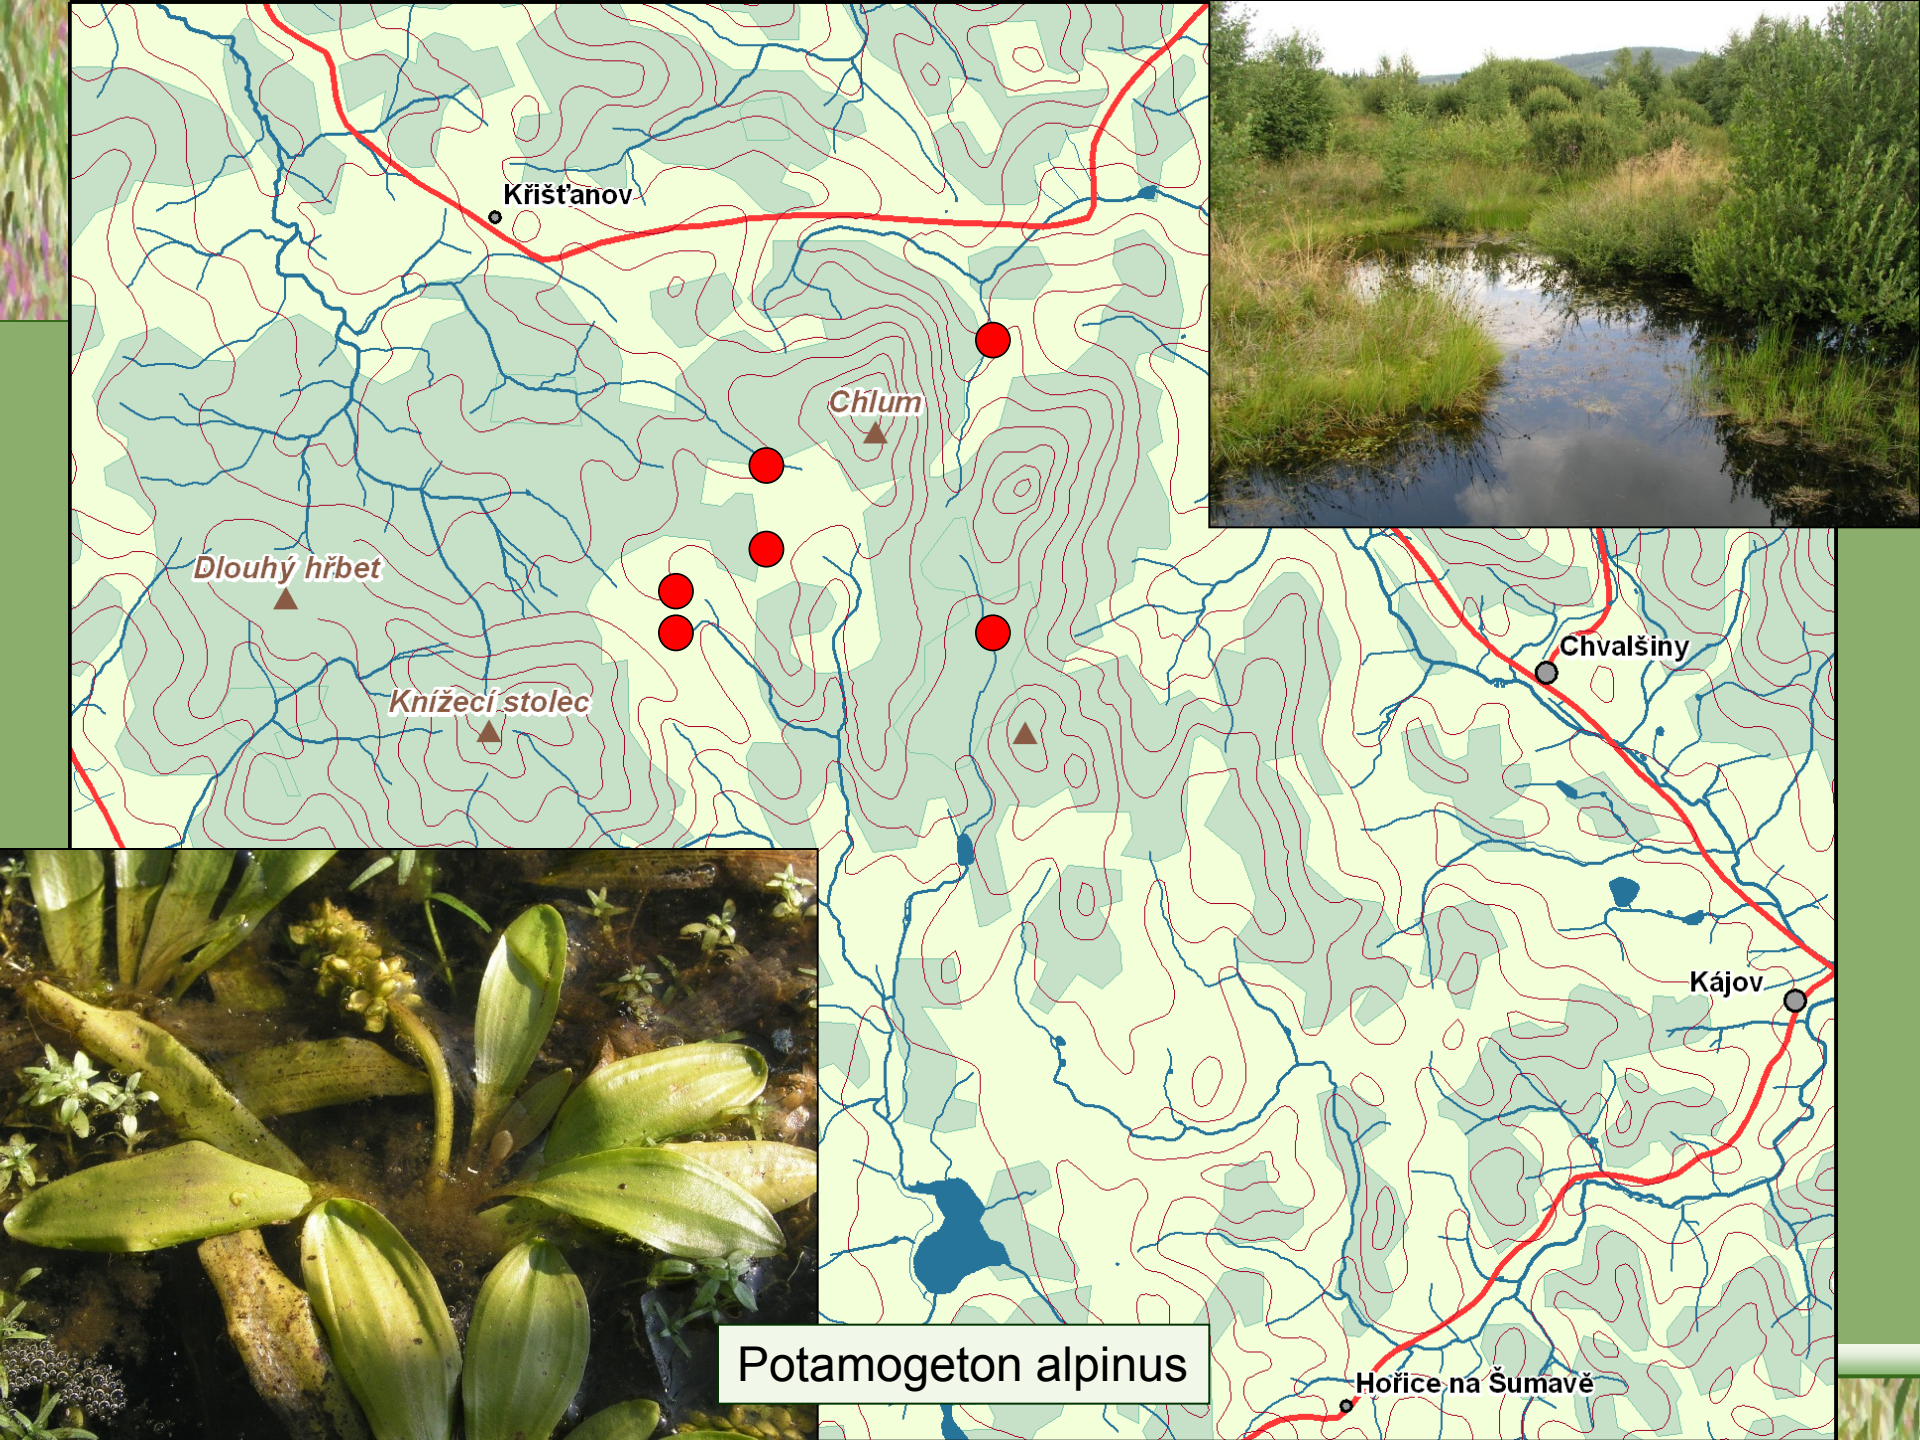 Křišťanov
Chlum
Dlouhý hřbet
Chvalšiny
Knížecí stolec
Kájov
Potamogeton alpinus
Hořice na Šumavě